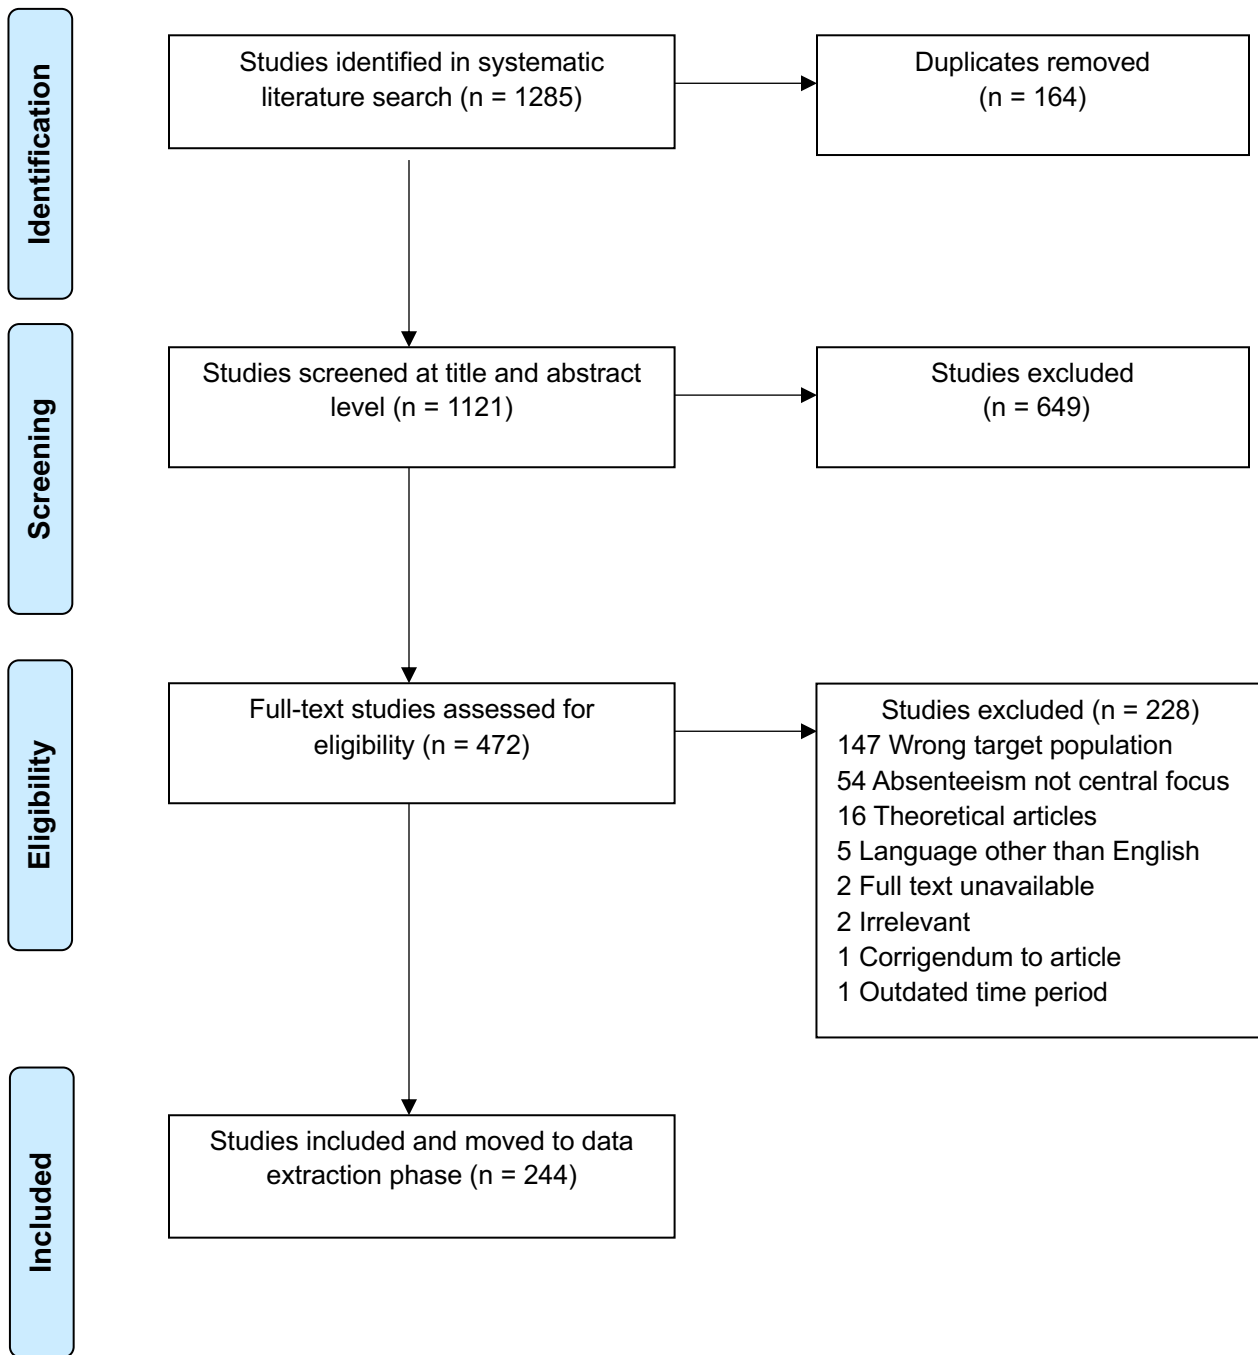 Identification
Studies identified in systematic
literature search (n = 1285)
Duplicates removed
(n = 164)
Screening
Studies screened at title and abstract
level (n = 1121)
Studies excluded
(n = 649)
Eligibility
Full-text studies assessed for
eligibility (n = 472)
Studies excluded (n = 228)
147 Wrong target population
54 Absenteeism not central focus
16 Theoretical articles
5 Language other than English
2 Full text unavailable
2 Irrelevant
1 Corrigendum to article
1 Outdated time period
Included
Studies included and moved to data
extraction phase (n = 244)